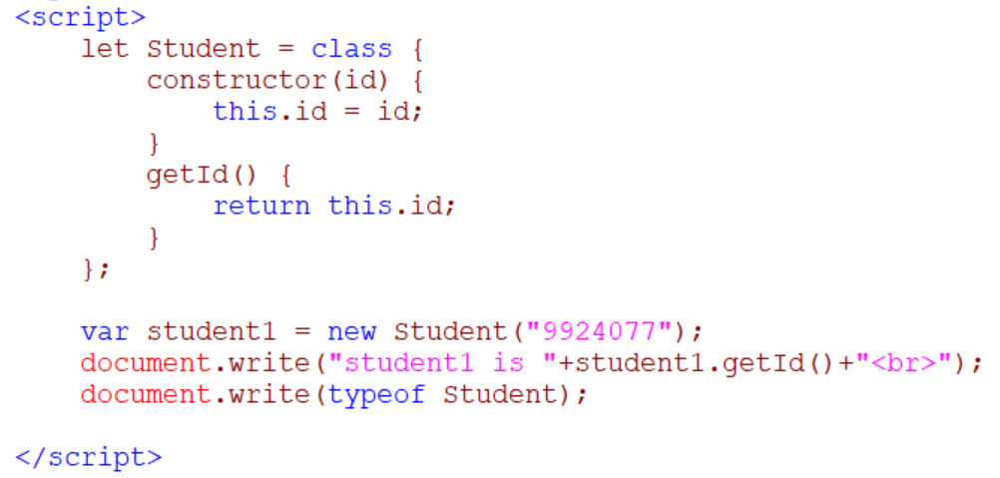 <script>
    let Student = class {
        constructor(id) {
            this.id = id;
        }
        getId() {
            return this.id;
        }
    };

    var student1 = new Student("9924077");
    document.write("student1 is "+student1.getId()+"<br>");
    document.write(typeof Student);

</script>